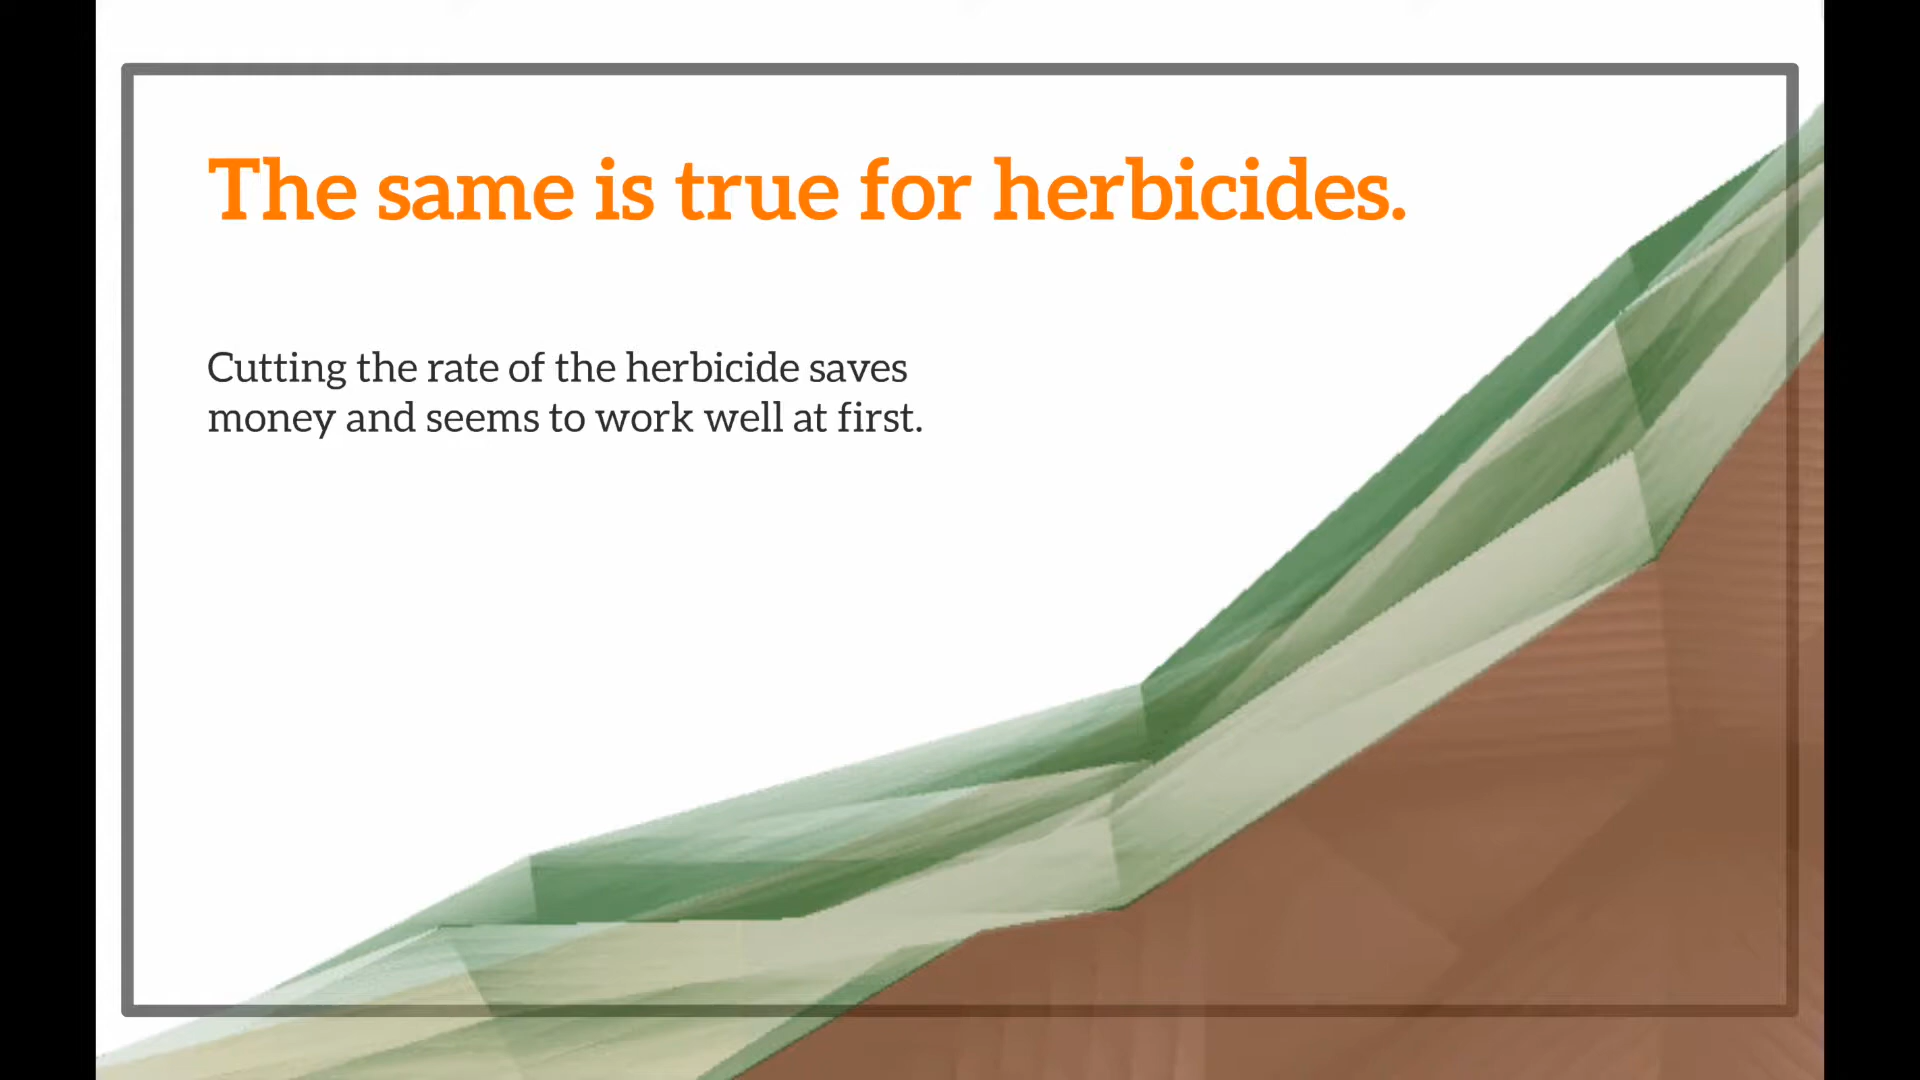 The same is true for herbicides.
Cutting the rate of the herbicide saves
money and seems to work well at first.